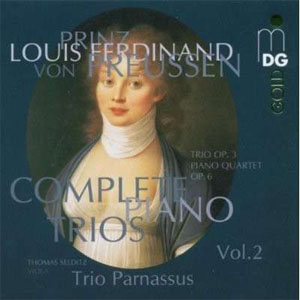 PRINZ
LOUIS FERDINAND
VON PREUSSEN
M
DG
GOLD
TRIO OP. 3
PIANO QUARTET
OP. 6
COMPLETE
PIANO
TRIOS
THOMAS SELDITZ
VIOLA
Vol.2
Trio Parnassus